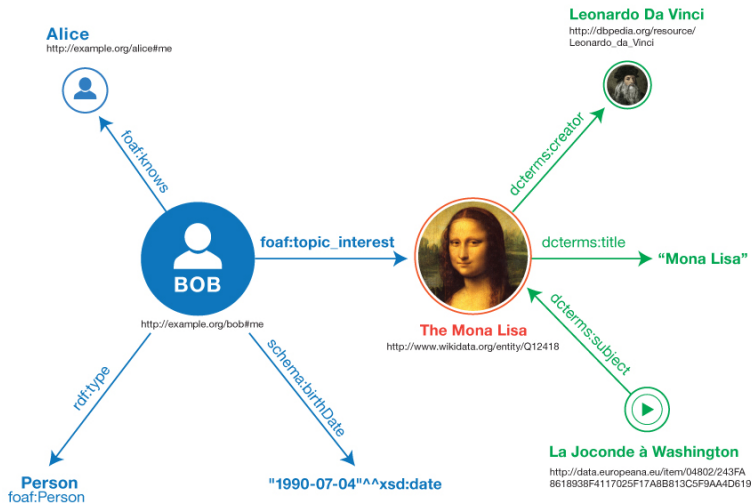 Alice
http://example.org/alice#me
Leonardo Da Vinci
http://dbpedia.org/resource/
Leonardo_da_Vinci
foaf:knows
dcterms:creator
BOB
http://example.org/bob#me
foaf:topic_interest
dcterms:title
“Mona Lisa”
The Mona Lisa
http://www.wikidata.org/entity/Q12418
dcterms:subject
rdf:type
schema:birthDate
La Joconde à Washington
http://data.europeana.eu/item/04802/243FA
8618938F4117025F17A8B813C5F9AA4D619
Person
foaf:Person
"1990-07-04"^^xsd:date